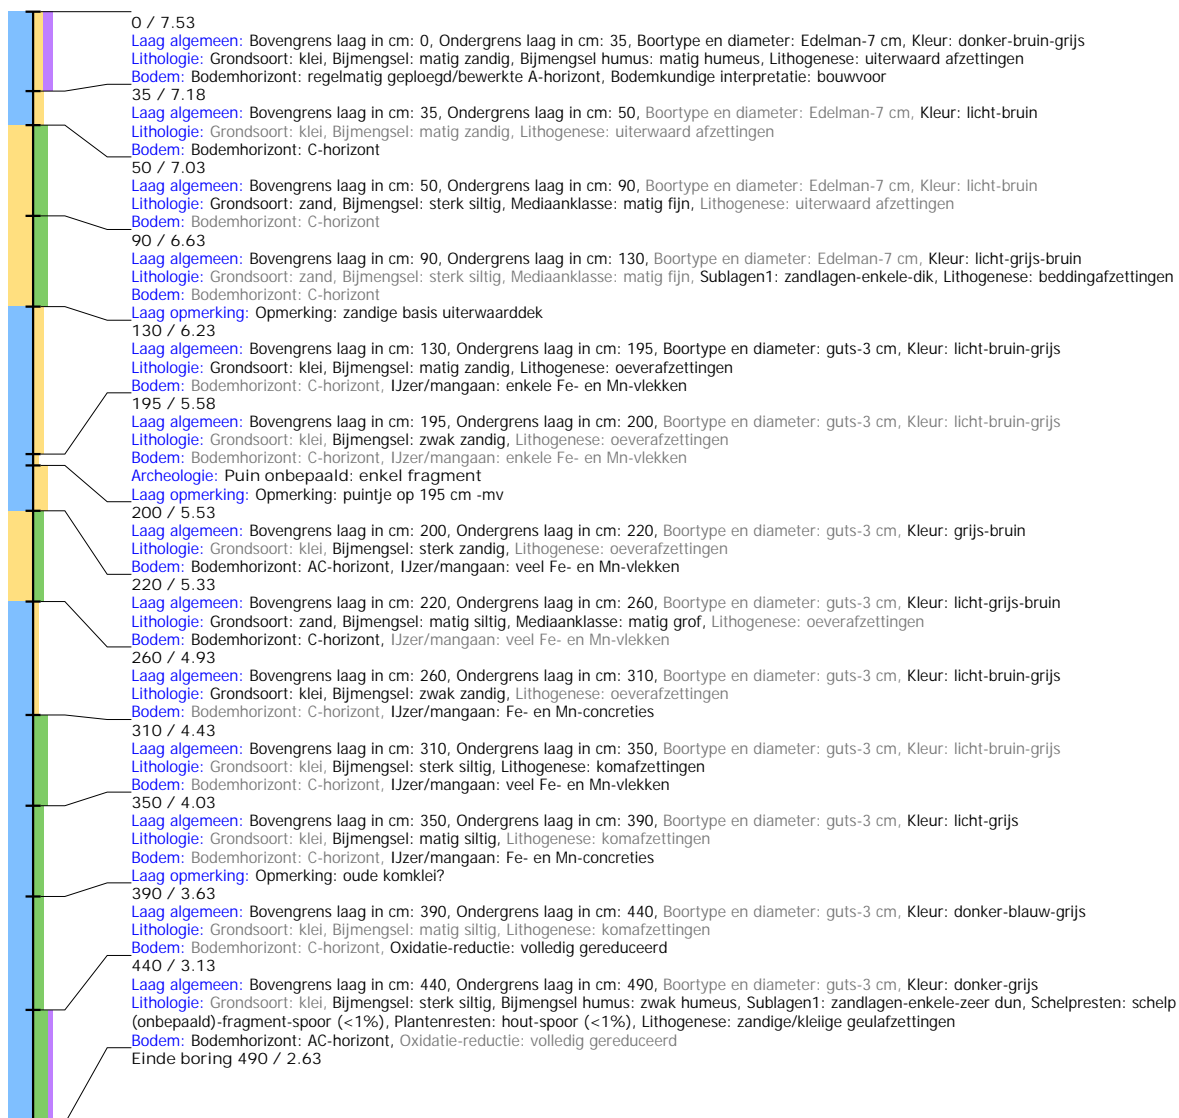 0 / 7.53
Laag algemeen: Bovengrens laag in cm: 0, Ondergrens laag in cm: 35, Boortype en diameter: Edelman-7 cm, Kleur: donker-bruin-grijs
Lithologie: Grondsoort: klei, Bijmengsel: matig zandig, Bijmengsel humus: matig humeus, Lithogenese: uiterwaard afzettingen
Bodem: Bodemhorizont: regelmatig geploegd/bewerkte A-horizont, Bodemkundige interpretatie: bouwvoor
35 / 7.18
Laag algemeen: Bovengrens laag in cm: 35, Ondergrens laag in cm: 50, Boortype en diameter: Edelman-7 cm, Kleur: licht-bruin
Lithologie: Grondsoort: klei, Bijmengsel: matig zandig, Lithogenese: uiterwaard afzettingen
Bodem: Bodemhorizont: C-horizont
50 / 7.03
Laag algemeen: Bovengrens laag in cm: 50, Ondergrens laag in cm: 90, Boortype en diameter: Edelman-7 cm, Kleur: licht-bruin
Lithologie: Grondsoort: zand, Bijmengsel: sterk siltig, Mediaanklasse: matig fijn, Lithogenese: uiterwaard afzettingen
Bodem: Bodemhorizont: C-horizont
90 / 6.63
Laag algemeen: Bovengrens laag in cm: 90, Ondergrens laag in cm: 130, Boortype en diameter: Edelman-7 cm, Kleur: licht-grijs-bruin
Lithologie: Grondsoort: zand, Bijmengsel: sterk siltig, Mediaanklasse: matig fijn, Sublagen1: zandlagen-enkele-dik, Lithogenese: beddingafzettingen
Bodem: Bodemhorizont: C-horizont
Laag opmerking: Opmerking: zandige basis uiterwaarddek
130 / 6.23
Laag algemeen: Bovengrens laag in cm: 130, Ondergrens laag in cm: 195, Boortype en diameter: guts-3 cm, Kleur: licht-bruin-grijs
Lithologie: Grondsoort: klei, Bijmengsel: matig zandig, Lithogenese: oeverafzettingen
Bodem: Bodemhorizont: C-horizont, IJzer/mangaan: enkele Fe- en Mn-vlekken
195 / 5.58
Laag algemeen: Bovengrens laag in cm: 195, Ondergrens laag in cm: 200, Boortype en diameter: guts-3 cm, Kleur: licht-bruin-grijs
Lithologie: Grondsoort: klei, Bijmengsel: zwak zandig, Lithogenese: oeverafzettingen
Bodem: Bodemhorizont: C-horizont, IJzer/mangaan: enkele Fe- en Mn-vlekken
Archeologie: Puin onbepaald: enkel fragment
Laag opmerking: Opmerking: puintje op 195 cm -mv
200 / 5.53
Laag algemeen: Bovengrens laag in cm: 200, Ondergrens laag in cm: 220, Boortype en diameter: guts-3 cm, Kleur: grijs-bruin
Lithologie: Grondsoort: klei, Bijmengsel: sterk zandig, Lithogenese: oeverafzettingen
Bodem: Bodemhorizont: AC-horizont, IJzer/mangaan: veel Fe- en Mn-vlekken
220 / 5.33
Laag algemeen: Bovengrens laag in cm: 220, Ondergrens laag in cm: 260, Boortype en diameter: guts-3 cm, Kleur: licht-grijs-bruin
Lithologie: Grondsoort: zand, Bijmengsel: matig siltig, Mediaanklasse: matig grof, Lithogenese: oeverafzettingen
Bodem: Bodemhorizont: C-horizont, IJzer/mangaan: veel Fe- en Mn-vlekken
260 / 4.93
Laag algemeen: Bovengrens laag in cm: 260, Ondergrens laag in cm: 310, Boortype en diameter: guts-3 cm, Kleur: licht-bruin-grijs
Lithologie: Grondsoort: klei, Bijmengsel: zwak zandig, Lithogenese: oeverafzettingen
Bodem: Bodemhorizont: C-horizont, IJzer/mangaan: Fe- en Mn-concreties
310 / 4.43
Laag algemeen: Bovengrens laag in cm: 310, Ondergrens laag in cm: 350, Boortype en diameter: guts-3 cm, Kleur: licht-bruin-grijs
Lithologie: Grondsoort: klei, Bijmengsel: sterk siltig, Lithogenese: komafzettingen
Bodem: Bodemhorizont: C-horizont, IJzer/mangaan: veel Fe- en Mn-vlekken
350 / 4.03
Laag algemeen: Bovengrens laag in cm: 350, Ondergrens laag in cm: 390, Boortype en diameter: guts-3 cm, Kleur: licht-grijs
Lithologie: Grondsoort: klei, Bijmengsel: matig siltig, Lithogenese: komafzettingen
Bodem: Bodemhorizont: C-horizont, IJzer/mangaan: Fe- en Mn-concreties
Laag opmerking: Opmerking: oude komklei?
390 / 3.63
Laag algemeen: Bovengrens laag in cm: 390, Ondergrens laag in cm: 440, Boortype en diameter: guts-3 cm, Kleur: donker-blauw-grijs
Lithologie: Grondsoort: klei, Bijmengsel: matig siltig, Lithogenese: komafzettingen
Bodem: Bodemhorizont: C-horizont, Oxidatie-reductie: volledig gereduceerd
440 / 3.13
Laag algemeen: Bovengrens laag in cm: 440, Ondergrens laag in cm: 490, Boortype en diameter: guts-3 cm, Kleur: donker-grijs
Lithologie: Grondsoort: klei, Bijmengsel: sterk siltig, Bijmengsel humus: zwak humeus, Sublagen1: zandlagen-enkele-zeer dun, Schelpresten: schelp
(onbepaald)-fragment-spoor (<1%), Plantenresten: hout-spoor (<1%), Lithogenese: zandige/kleiige geulafzettingen
Bodem: Bodemhorizont: AC-horizont, Oxidatie-reductie: volledig gereduceerd
Einde boring 490 / 2.63